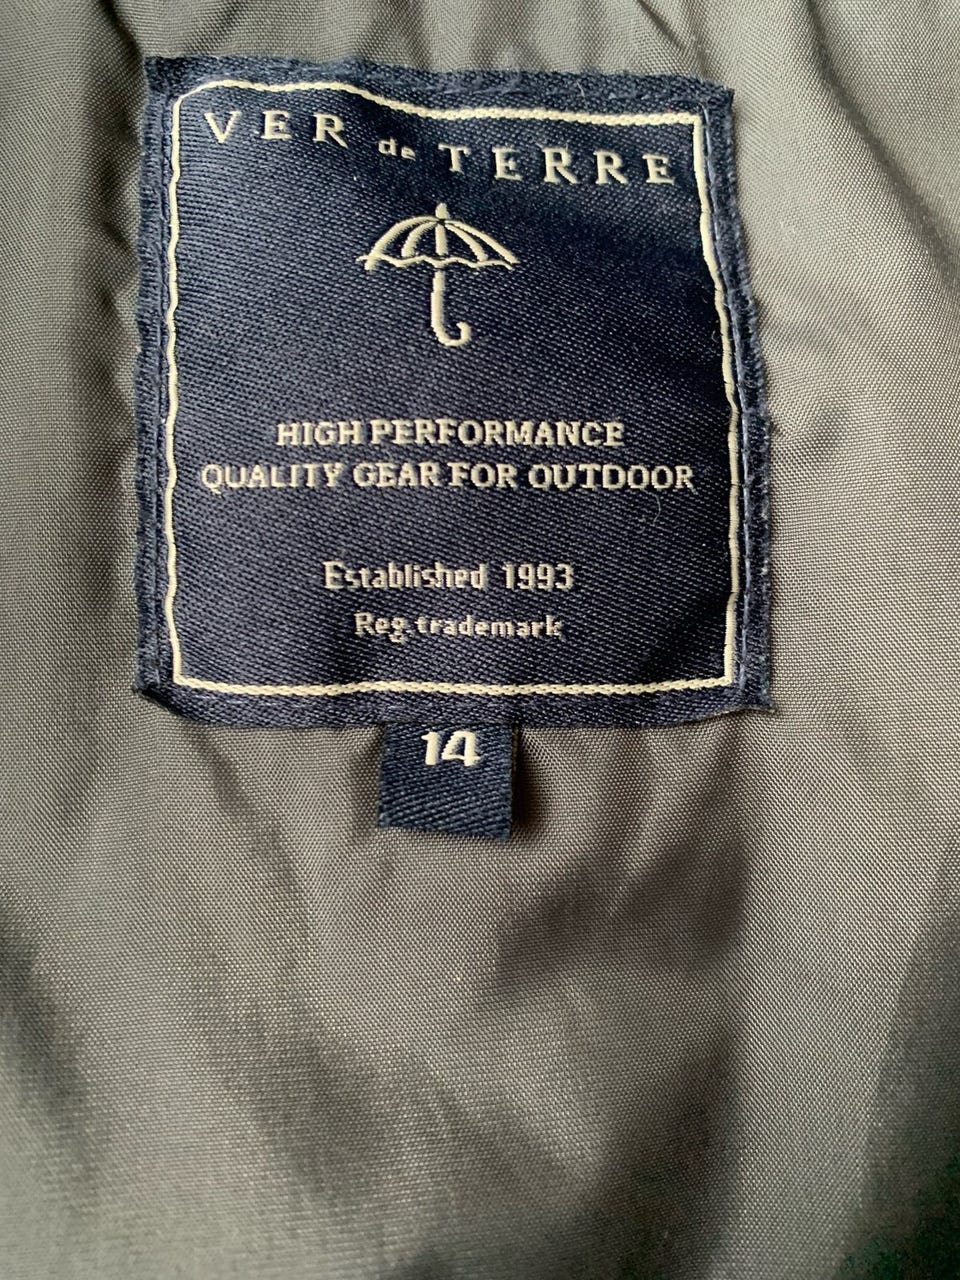 VER de TERRE
HIGH PERFORMANCE
QUALITY GEAR FOR OUTDOOR
Established 1993
Reg.trademark
14